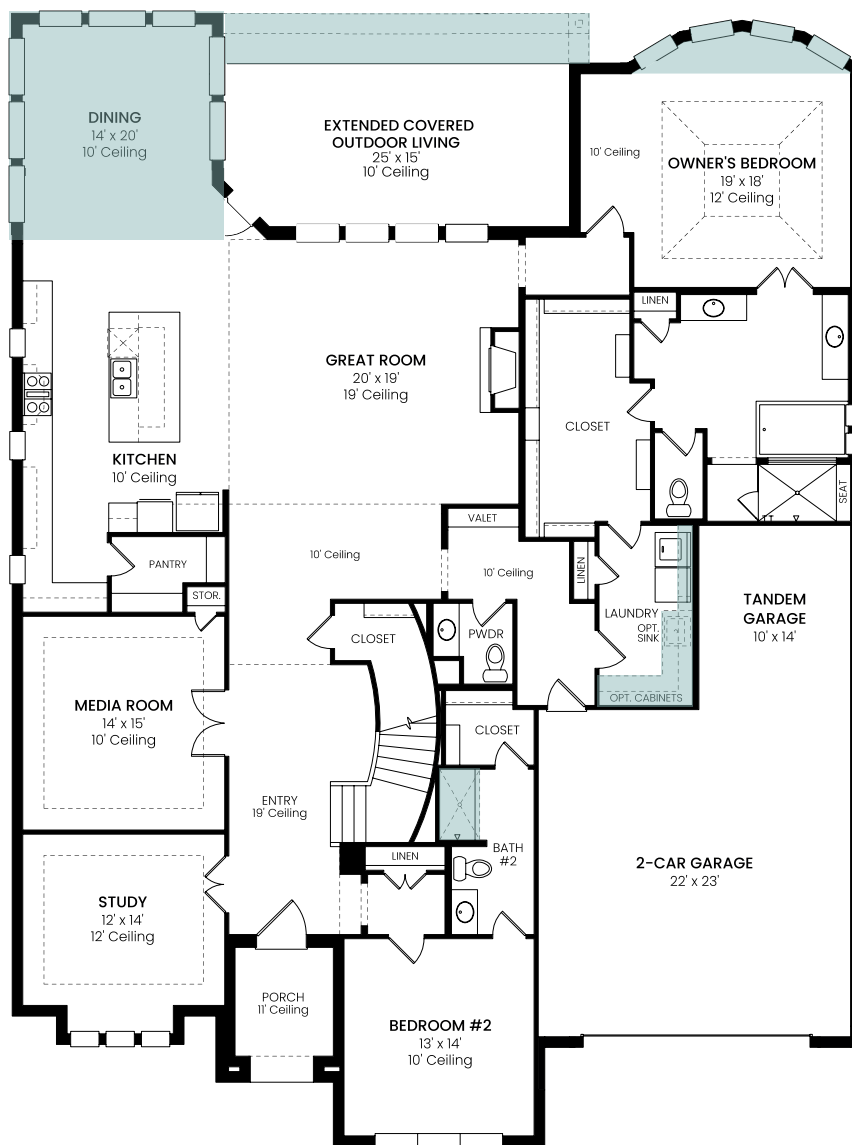 DINING
14' x 20'
10' Ceiling
EXTENDED COVERED
OUTDOOR LIVING
25' x 15'
10' Ceiling
10' Ceiling
OWNER'S BEDROOM
19' x 18'
12' Ceiling
LINEN
GREAT ROOM
20' x 19'
19' Ceiling
CLOSET
KITCHEN
10' Ceiling
SEAT
VALET
10' Ceiling
10' Ceiling
PANTRY
STOR.
LINEN
LAUNDRY
OPT.
SINK
OPT. CABINETS
TANDEM
GARAGE
10' x 14'
CLOSET
PWDR
MEDIA ROOM
14' x 15'
10' Ceiling
CLOSET
ENTRY
19' Ceiling
LINEN
BATH
#2
2-CAR GARAGE
22' x 23'
STUDY
12' x 14'
12' Ceiling
PORCH
11' Ceiling
BEDROOM #2
13' x 14'
10' Ceiling